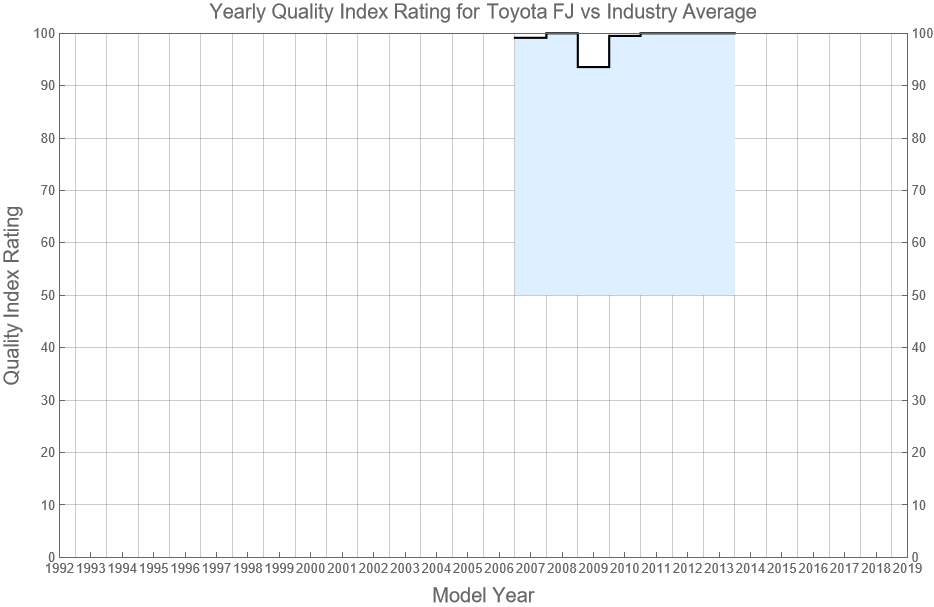 Yearly Quality Index Rating for Toyota FJ vs Industry Average
100 100
90 90
80 80
70 70
60 60
50 50
40 40
30 30
20 20
10 10
0 0
Quality Index Rating
1992 1993 1994 1995 1996 1997 1998 1999 2000 2001 2002 2003 2004 2005 2006 2007 2008 2009 2010 2011 2012 2013 2014 2015 2016 2017 2018 2019
Model Year